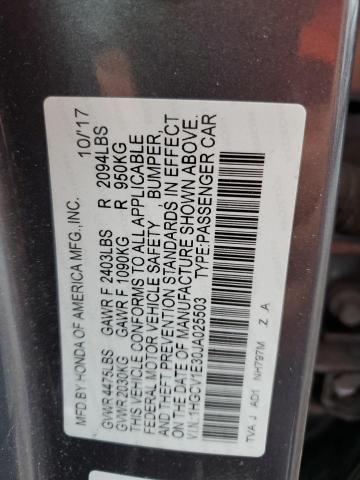 MFD BY HONDA OF AMERICA MFG., INC. 10/'17
GVWR 4475LBS GAWR F 2403LBS R 2094LBS
GVWR 2030KG GAWR F 1090KG R 950KG
THIS VEHICLE CONFORMS TO ALL APPLICABLE
FEDERAL MOTOR VEHICLE SAFETY, BUMPER,
AND THEFT PREVENTION STANDARDS IN EFFECT
ON THE DATE OF MANUFACTURE SHOWN ABOVE.
V.I.N.:1HGCV1E30JA025503 TYPE:PASSENGER CAR
TVA J AD1 NH797M Z A